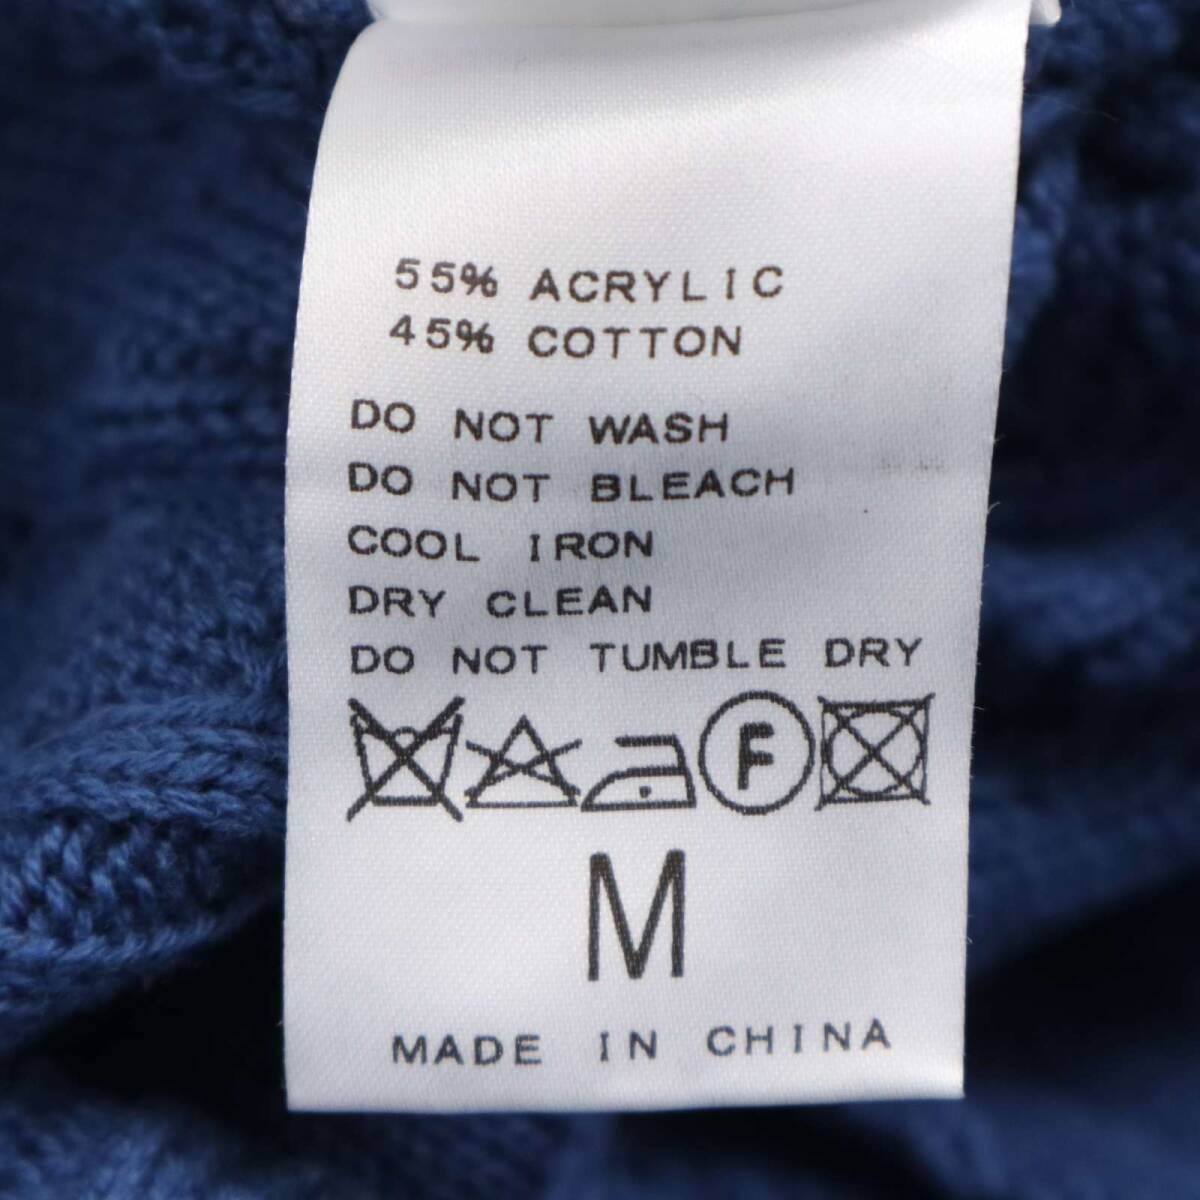 55% ACRYLIC
45% COTTON
DO NOT WASH
DO NOT BLEACH
COOL IRON
DRY CLEAN
DO NOT TUMBLE DRY
F
M
MADE IN CHINA